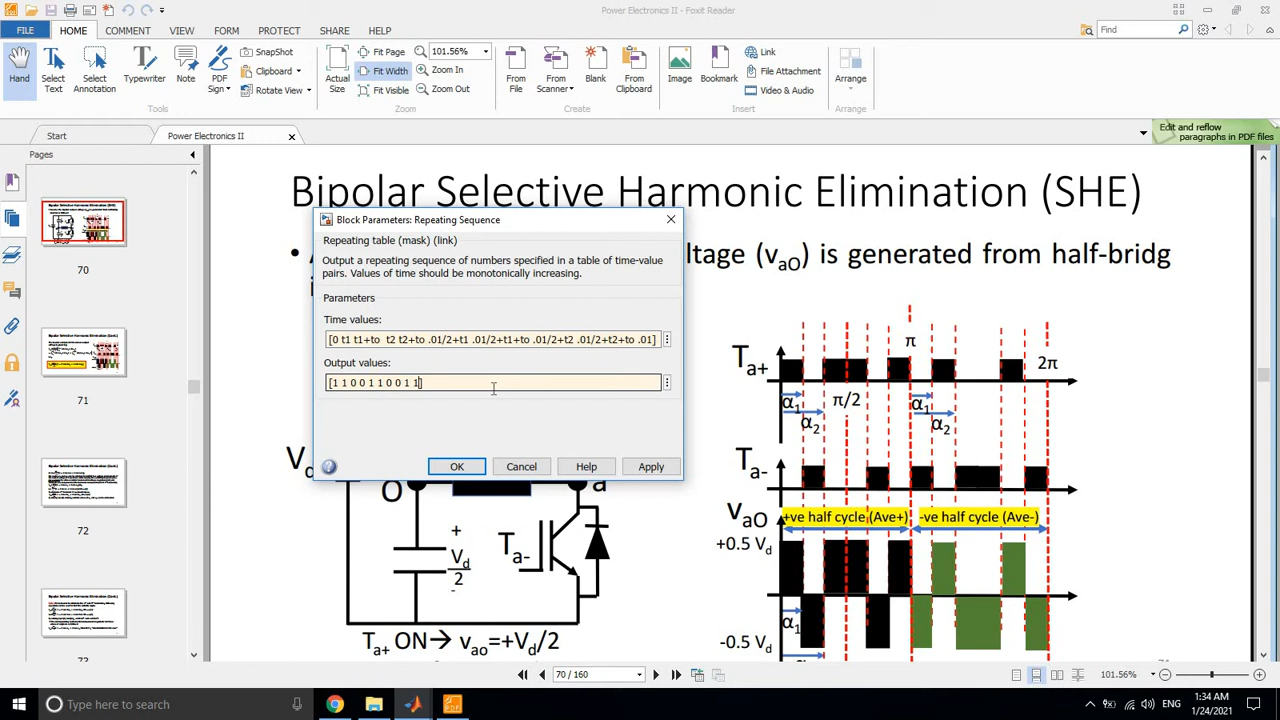 Power Electronics II - Foxit Reader
FILE HOME COMMENT VIEW FORM PROTECT SHARE HELP
Find
Hand
Select Text
Select Annotation
Typewriter
Note
PDF Sign
SnapShot
Clipboard
Rotate View
Tools
Actual Size
Fit Page
Fit Width
Fit Visible
101.56%
Zoom In
Zoom Out
Zoom
From File
From Scanner
Blank
From Clipboard
Create
Image
Bookmark
Link
File Attachment
Video & Audio
Insert
Arrange
Arrange
Start
Power Electronics II
Edit and reflow
paragraphs in PDF files
Pages
70
71
72
73
Bipolar Selective Harmonic Elimination (SHE)
ltage (vaO) is generated from half-bridg
Block Parameters: Repeating Sequence
Repeating table (mask) (link)
Output a repeating sequence of numbers specified in a table of time-value
pairs. Values of time should be monotonically increasing.
Parameters
Time values:
[0 t1 t1+to t2 t2+to .01/2+t1 .01/2+t1+to .01/2+t2 .01/2+t2+to .01]
Output values:
[1 1 0 0 1 1 0 0 1 1]
OK Cancel Help Apply
Vd
O
a
+
Vd
2
-
Ta-
Ta+ ON→ vao=+Vd/2
π
Ta+
2π
α1
π/2
α1
α2
α2
Ta-
vaO
+ve half cycle (Ave+)
-ve half cycle (Ave-)
+0.5 Vd
α1
-0.5 Vd
70 / 160
101.56%
Type here to search
ENG
1:34 AM
1/24/2021